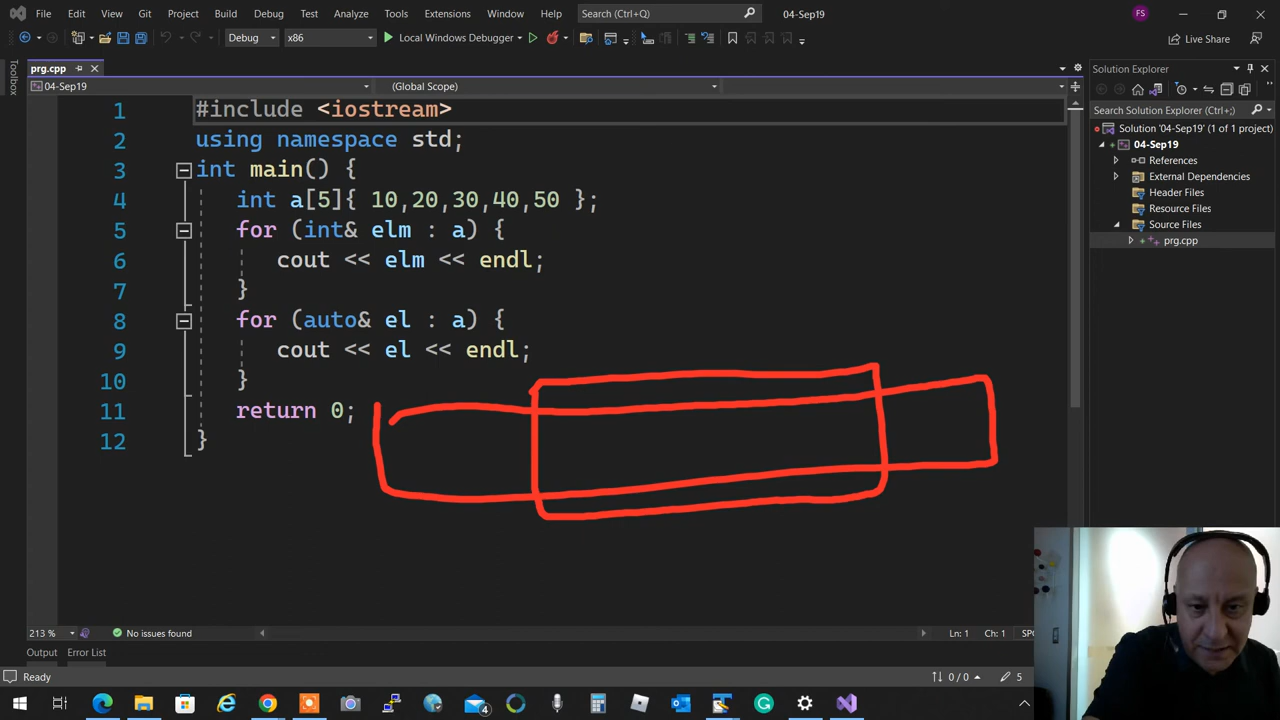 File Edit View Git Project Build Debug Test Analyze Tools Extensions Window Help Search (Ctrl+Q) 04-Sep19 FS
Debug x86 Local Windows Debugger Live Share
Toolbox
prg.cpp
04-Sep19 (Global Scope)
1 #include <iostream>
2 using namespace std;
3 int main() {
4 int a[5]{ 10,20,30,40,50 };
5 for (int& elm : a) {
6 cout << elm << endl;
7 }
8 for (auto& el : a) {
9 cout << el << endl;
10 }
11 return 0;
12 }
213 % No issues found Ln: 1 Ch: 1 SPC
Output Error List
Ready 0 / 0 5
Solution Explorer
Search Solution Explorer (Ctrl+;)
Solution '04-Sep19' (1 of 1 project)
04-Sep19
References
External Dependencies
Header Files
Resource Files
Source Files
prg.cpp
4